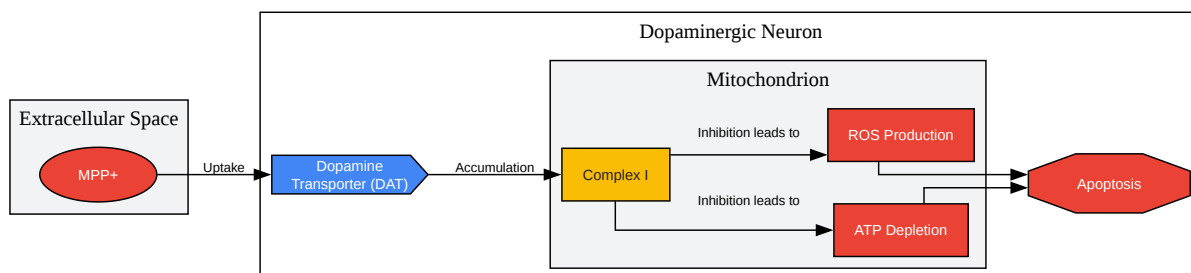 Dopaminergic Neuron
Mitochondrion
Extracellular Space
MPP+
Uptake
Dopamine
Transporter (DAT)
Accumulation
Complex I
Inhibition leads to
ROS Production
Inhibition leads to
ATP Depletion
Apoptosis